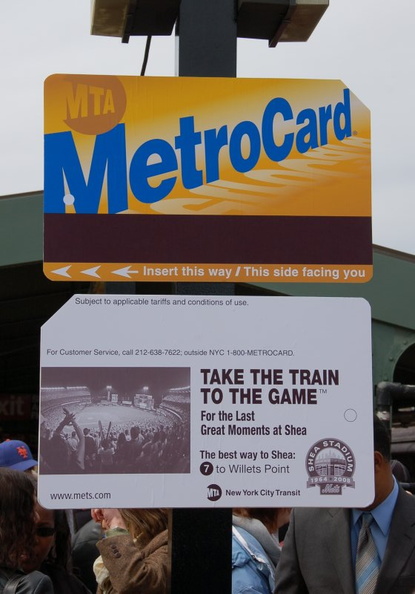 MTA
MetroCard
Insert this way / This side facing you
Subject to applicable tariffs and conditions of use.
For Customer Service, call 212-638-7622; outside NYC 1-800-METROCARD.
TAKE THE TRAIN
TO THE GAME™
For the Last
Great Moments at Shea
The best way to Shea:
7 to Willets Point
MTA New York City Transit
www.mets.com
SHEA STADIUM
1964 2008
Exit